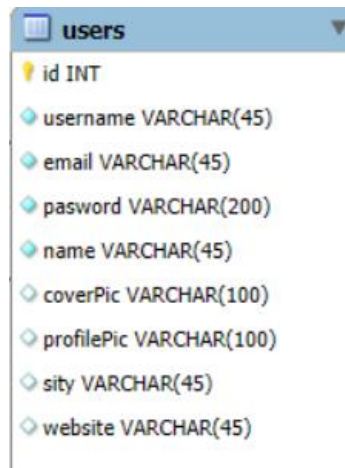 users
id INT
username VARCHAR(45)
email VARCHAR(45)
pasword VARCHAR(200)
name VARCHAR(45)
coverPic VARCHAR(100)
profilePic VARCHAR(100)
sity VARCHAR(45)
website VARCHAR(45)